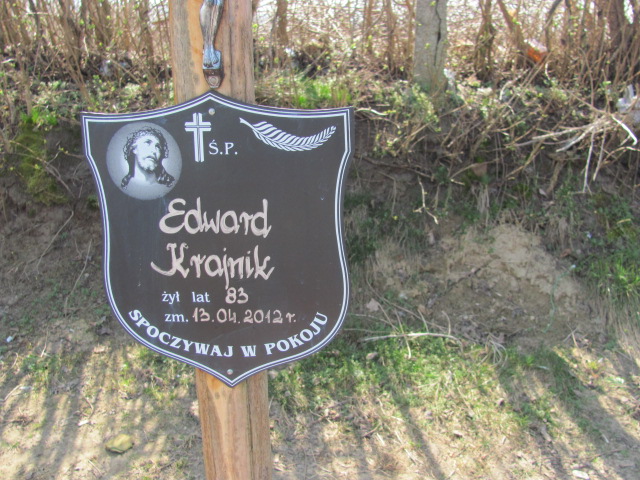 Ś.P.
Edward
Krajnik
żył lat 83
zm. 13.04.2012 r.
SPOCZYWAJ W POKOJU